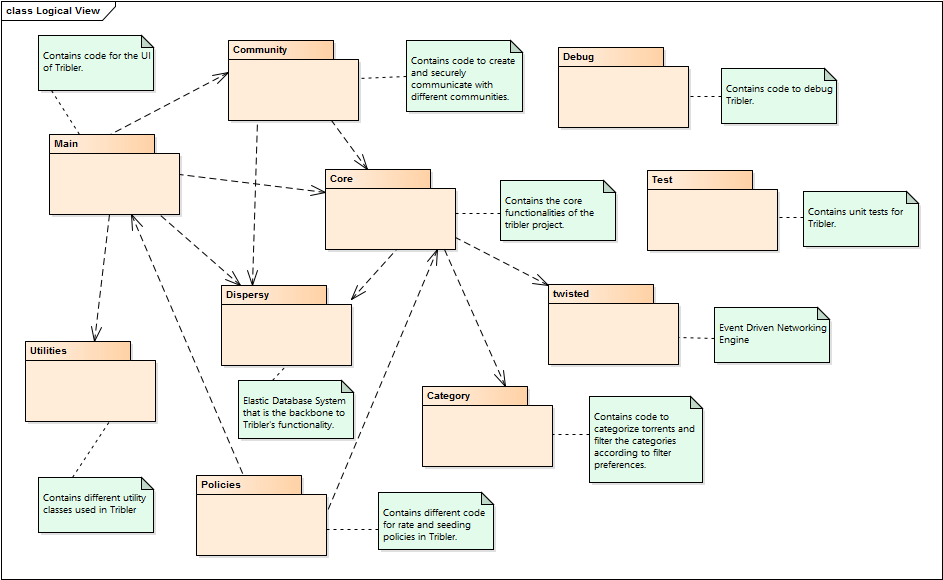 class Logical View
Contains code for the UI
of Tribler.
Community
Contains code to create
and securely
communicate with
different communities.
Debug
Contains code to debug
Tribler.
Main
Core
Contains the core
functionalities of the
tribler project.
Test
Contains unit tests for
Tribler.
Dispersy
twisted
Event Driven Networking
Engine
Utilities
Elastic Database System
that is the backbone to
Tribler's functionality.
Category
Contains code to
categorize torrents and
filter the categories
according to filter
preferences.
Contains different utility
classes used in Tribler
Policies
Contains different code
for rate and seeding
policies in Tribler.